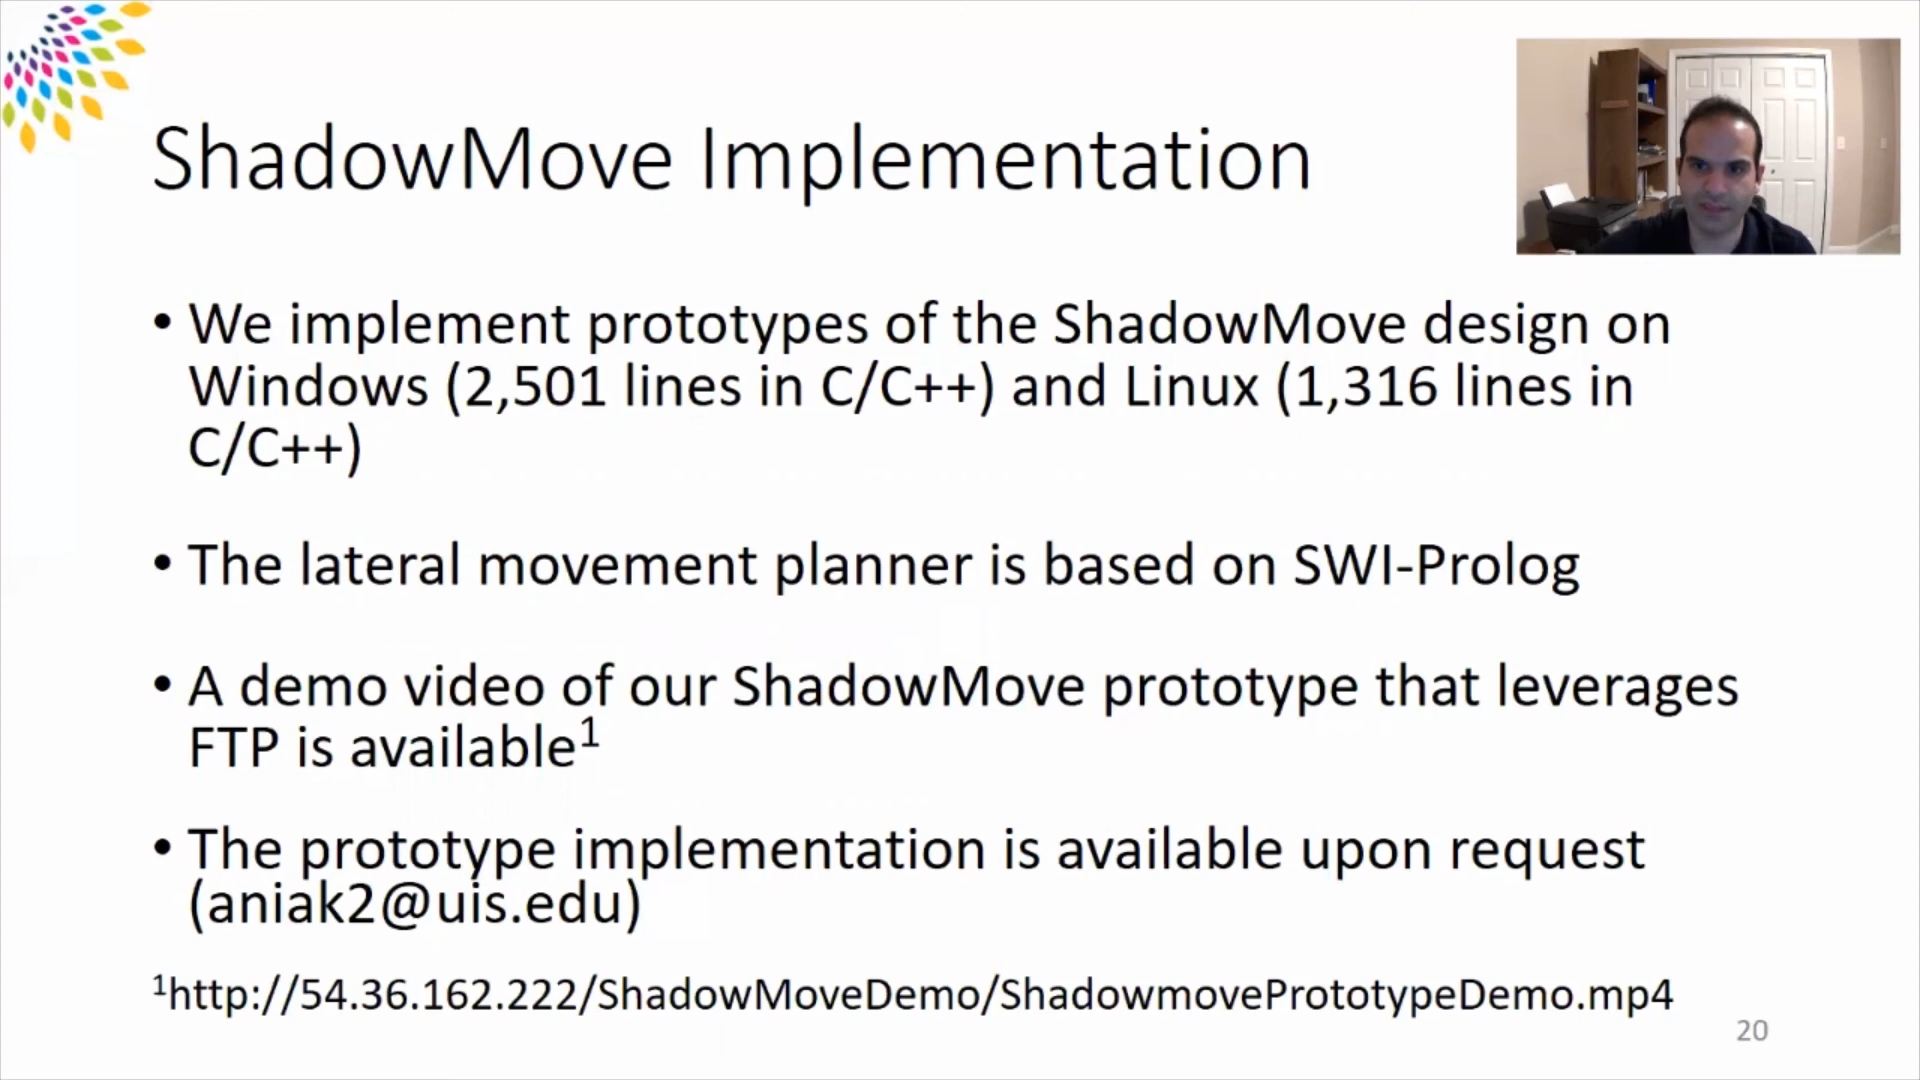 ShadowMove Implementation
• We implement prototypes of the ShadowMove design on
Windows (2,501 lines in C/C++) and Linux (1,316 lines in
C/C++)
• The lateral movement planner is based on SWI-Prolog
• A demo video of our ShadowMove prototype that leverages
FTP is available¹
• The prototype implementation is available upon request
(aniak2@uis.edu)
¹http://54.36.162.222/ShadowMoveDemo/ShadowmovePrototypeDemo.mp4
20